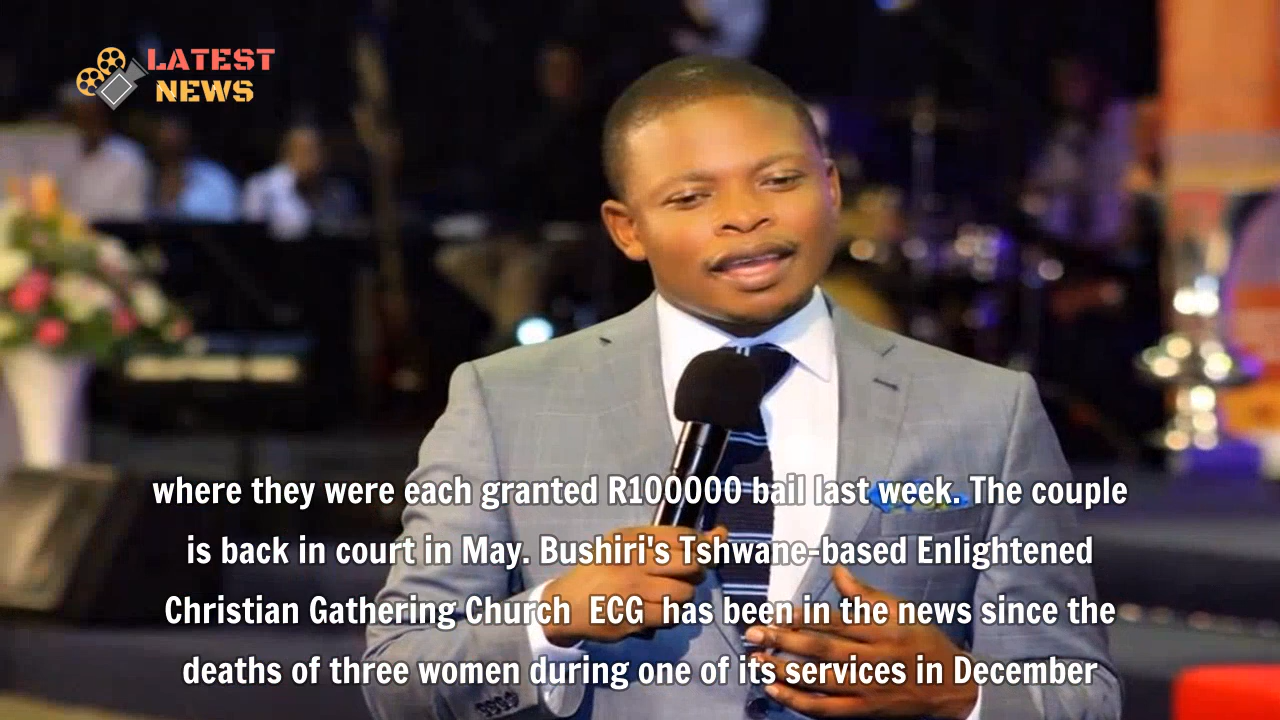 LATEST
NEWS
where they were each granted R100000 bail last week. The couple
is back in court in May. Bushiri's Tshwane-based Enlightened
Christian Gathering Church  ECG  has been in the news since the
deaths of three women during one of its services in December